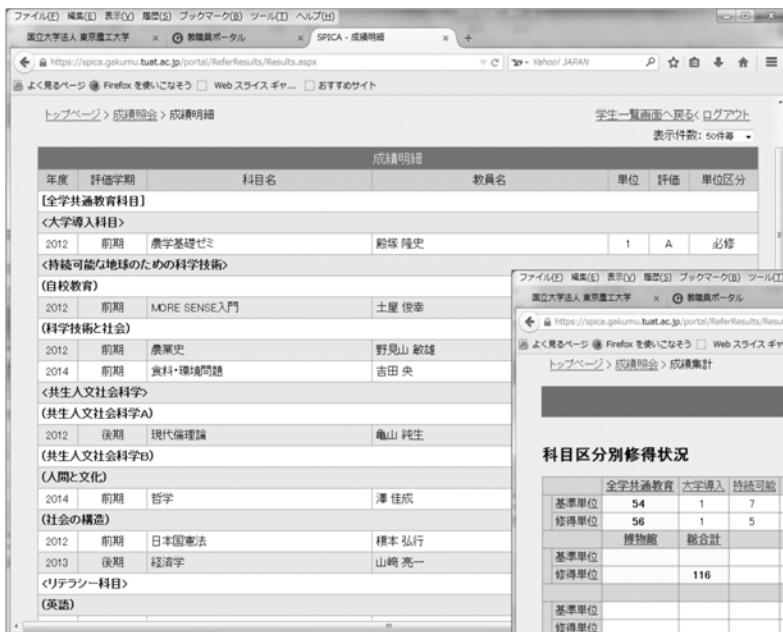 ファイル(F) 編集(E) 表示(V) 履歴(S) ブックマーク(B) ツール(T) ヘルプ(H)
国立大学法人 東京農工大学 × 教職員ポータル × SPICA - 成績明細 × +
https://spica.gakumu.tuat.ac.jp/portal/ReferResults/Results.aspx Yahoo! JAPAN
よく見るページ Firefox を使いこなそう Web スライス ギャ... おすすめサイト
トップページ > 成績照会 > 成績明細 学生一覧画面へ戻る< ログアウト
表示件数: 50件毎
成績明細
年度 評価学期 科目名 教員名 単位 評価 単位区分
[全学共通教育科目]
<大学導入科目>
2012 前期 農学基礎ゼミ 殿塚 隆史 1 A 必修
<持続可能な地球のための科学技術>
(自校教育)
2012 前期 MORE SENSE入門 土屋 俊幸
(科学技術と社会)
2012 前期 農業史 野見山 敏雄
2014 前期 食料・環境問題 吉田 央
<共生人文社会科学>
(共生人文社会科学A)
2012 後期 現代倫理論 亀山 純生
(共生人文社会科学B)
(人間と文化)
2014 前期 哲学 澤 佳成
(社会の構造)
2012 前期 日本国憲法 榎本 弘行
2013 後期 経済学 山﨑 亮一
<リテラシー科目>
(英語)
ファイル(F) 編集(E) 表示(V) 履歴(S) ブックマーク(B) ツール(T)
国立大学法人 東京農工大学 × 教職員ポータル
https://spica.gakumu.tuat.ac.jp/portal/ReferResults/Resu
よく見るページ Firefox を使いこなそう Web スライス ギャ
トップページ > 成績照会 > 成績集計
科目区分別修得状況
全学共通教育 大学導入 持続可能
基準単位 54 1 7
修得単位 56 1 5
博物館 総合計
基準単位
修得単位 116
基準単位
修得単位